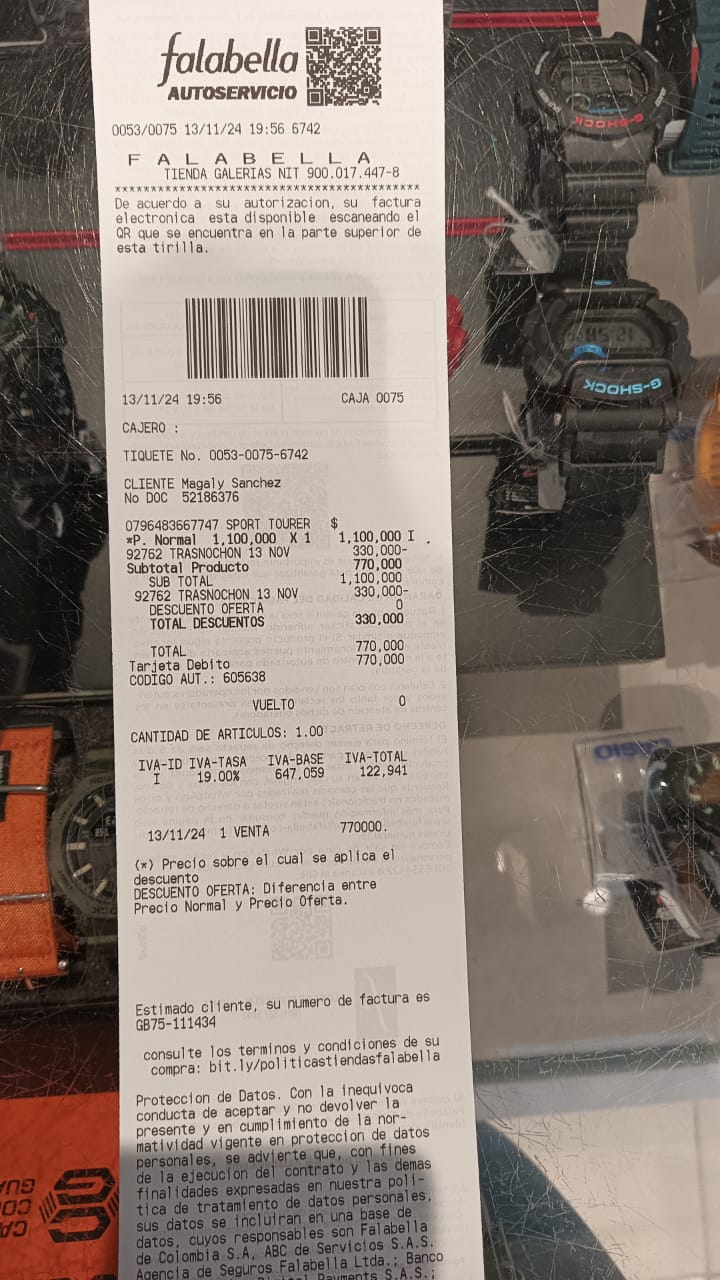 falabella
AUTOSERVICIO
0053/0075 13/11/24 19:56 6742
F A L A B E L L A
TIENDA GALERIAS NIT 900.017.447-8
******************************************
De acuerdo a su autorizacion, su factura
electronica esta disponible escaneando el
QR que se encuentra en la parte superior de
esta tirilla.
13/11/24 19:56 CAJA 0075
CAJERO :
TIQUETE No. 0053-0075-6742
CLIENTE Magaly Sanchez
No DOC 52186376
0796483667747 SPORT TOURER $
*P. Normal 1,100,000 X 1 1,100,000 I .
92762 TRASNOCHON 13 NOV 330,000-
Subtotal Producto 770,000
SUB TOTAL 1,100,000
92762 TRASNOCHON 13 NOV 330,000-
DESCUENTO OFERTA 0
TOTAL DESCUENTOS 330,000
TOTAL 770,000
Tarjeta Debito 770,000
CODIGO AUT.: 605638
VUELTO 0
CANTIDAD DE ARTICULOS: 1.00
IVA-ID IVA-TASA IVA-BASE IVA-TOTAL
I 19.00% 647,059 122,941
13/11/24 1 VENTA 770000.
(*) Precio sobre el cual se aplica el
descuento
DESCUENTO OFERTA: Diferencia entre
Precio Normal y Precio Oferta.
Estimado cliente, su numero de factura es
GB75-111434
consulte los terminos y condiciones de su
compra: bit.ly/politicastiendasfalabella
Proteccion de Datos. Con la inequivoca
conducta de aceptar y no devolver la
presente y en cumplimiento de la nor-
matividad vigente en proteccion de datos
personales, se advierte que, con fines
de la ejecucion del contrato y las demas
finalidades expresadas en nuestra poli-
tica de tratamiento de datos personales,
sus datos se incluiran en una base de
datos, cuyos responsables son Falabella
de Colombia S.A. ABC de Servicios S.A.S.
Agencia de Seguros Falabella Ltda.; Banco
Payments S.A.S.;
G-SHOCK
G-SHOCK
CASIO